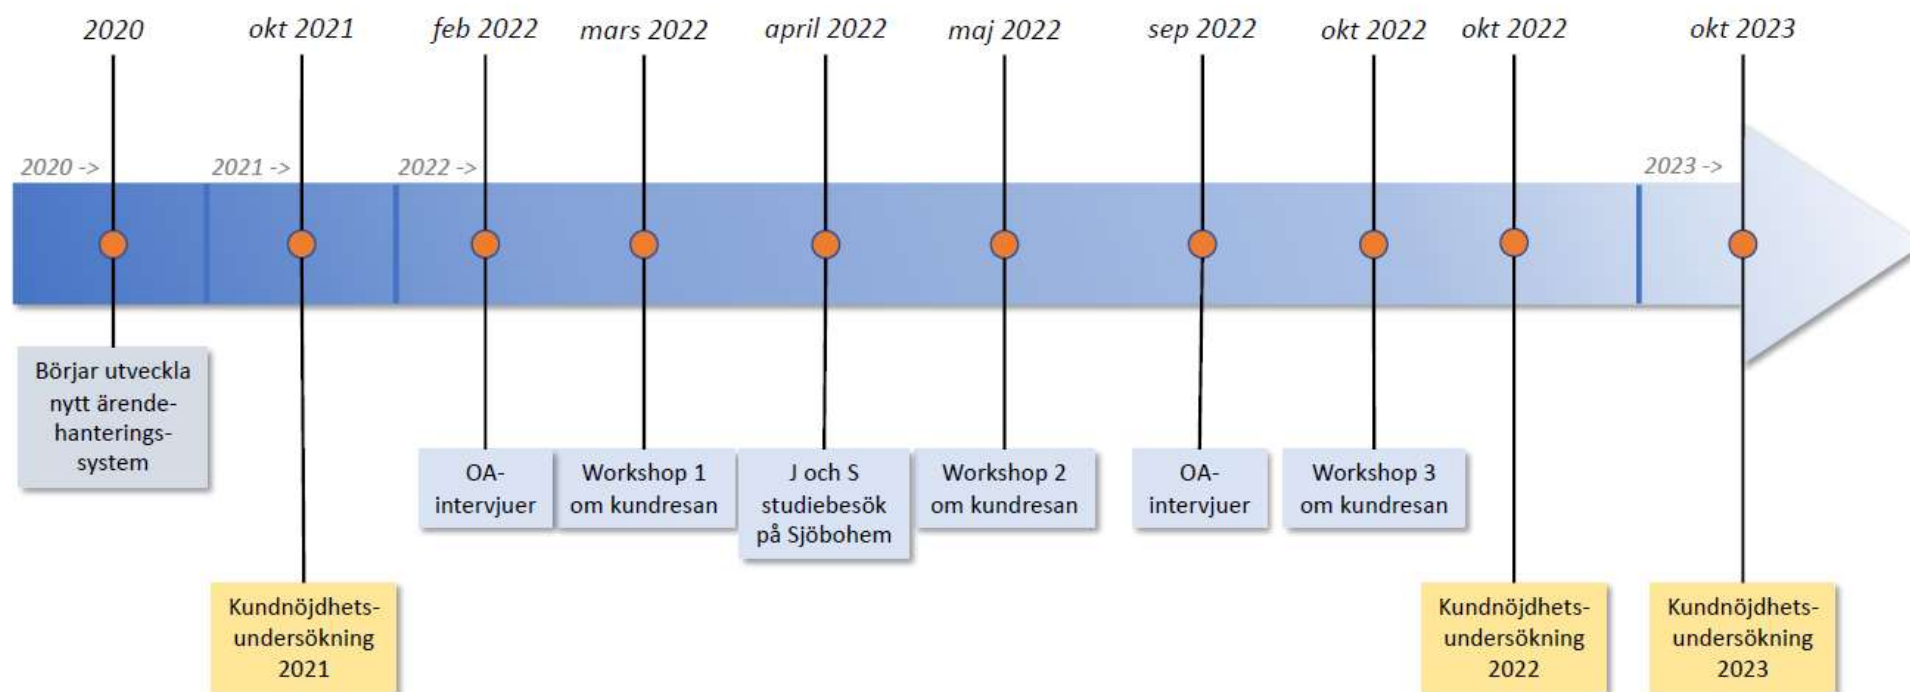 2020
okt 2021
feb 2022
mars 2022
april 2022
maj 2022
sep 2022
okt 2022
okt 2022
okt 2023
2020 ->
2021 ->
2022 ->
2023 ->
Börjar utveckla
nytt ärende-
hanterings-
system
OA-
intervjuer
Workshop 1
om kundresan
J och S
studiebesök
på Sjöbohem
Workshop 2
om kundresan
OA-
intervjuer
Workshop 3
om kundresan
Kundnöjdhets-
undersökning
2021
Kundnöjdhets-
undersökning
2022
Kundnöjdhets-
undersökning
2023